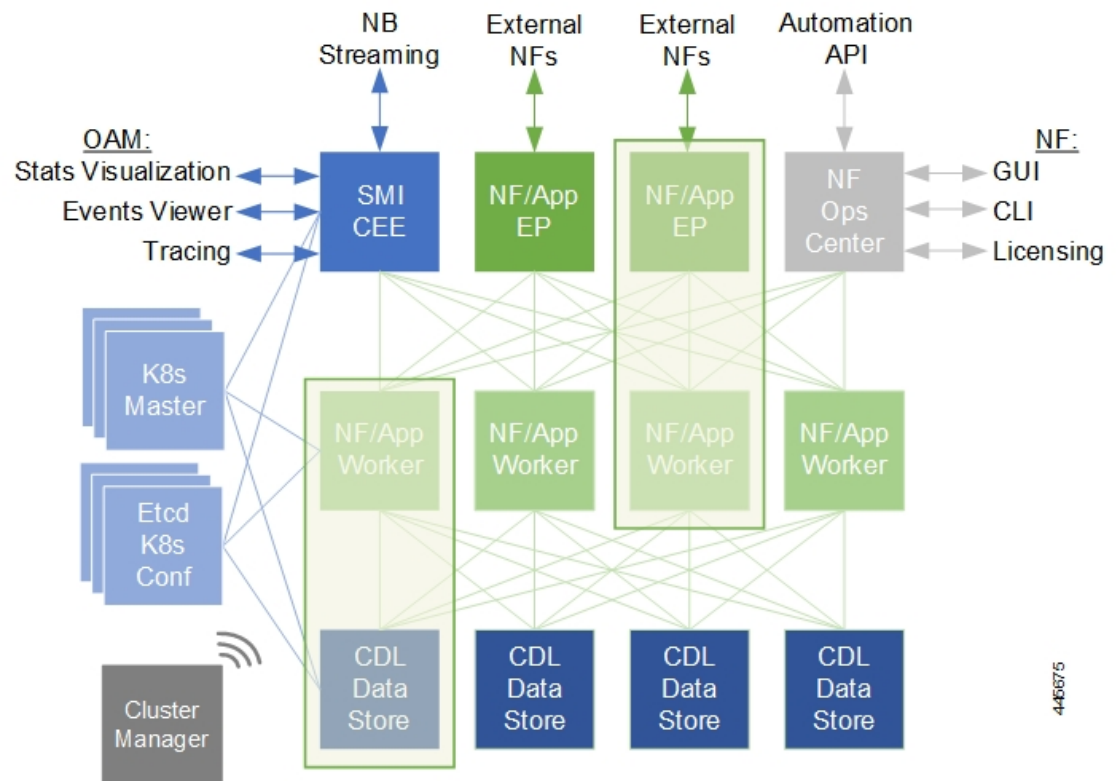 NB
Streaming
External
NFs
External
NFs
Automation
API
OAM:
Stats Visualization
Events Viewer
Tracing
SMI
CEE
NF/App
EP
NF/App
EP
NF
Ops
Center
NF:
GUI
CLI
Licensing
K8s
Master
NF/App
Worker
NF/App
Worker
NF/App
Worker
NF/App
Worker
Etcd
K8s
Conf
Cluster
Manager
CDL
Data
Store
CDL
Data
Store
CDL
Data
Store
CDL
Data
Store
445675